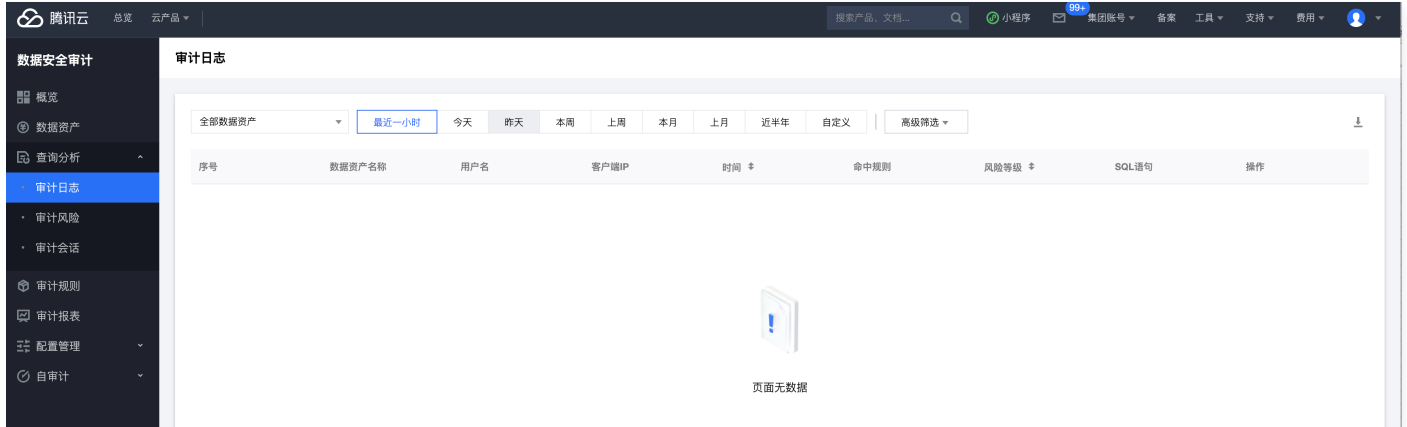 腾讯云 总览 云产品 搜索产品、文档... 小程序 99+ 集团账号 备案 工具 支持 费用
数据安全审计
审计日志
概览
数据资产
查询分析
审计日志
审计风险
审计会话
审计规则
审计报表
配置管理
自审计
全部数据资产 最近一小时 今天 昨天 本周 上周 本月 上月 近半年 自定义 高级筛选
序号 数据资产名称 用户名 客户端IP 时间 命中规则 风险等级 SQL语句 操作
页面无数据